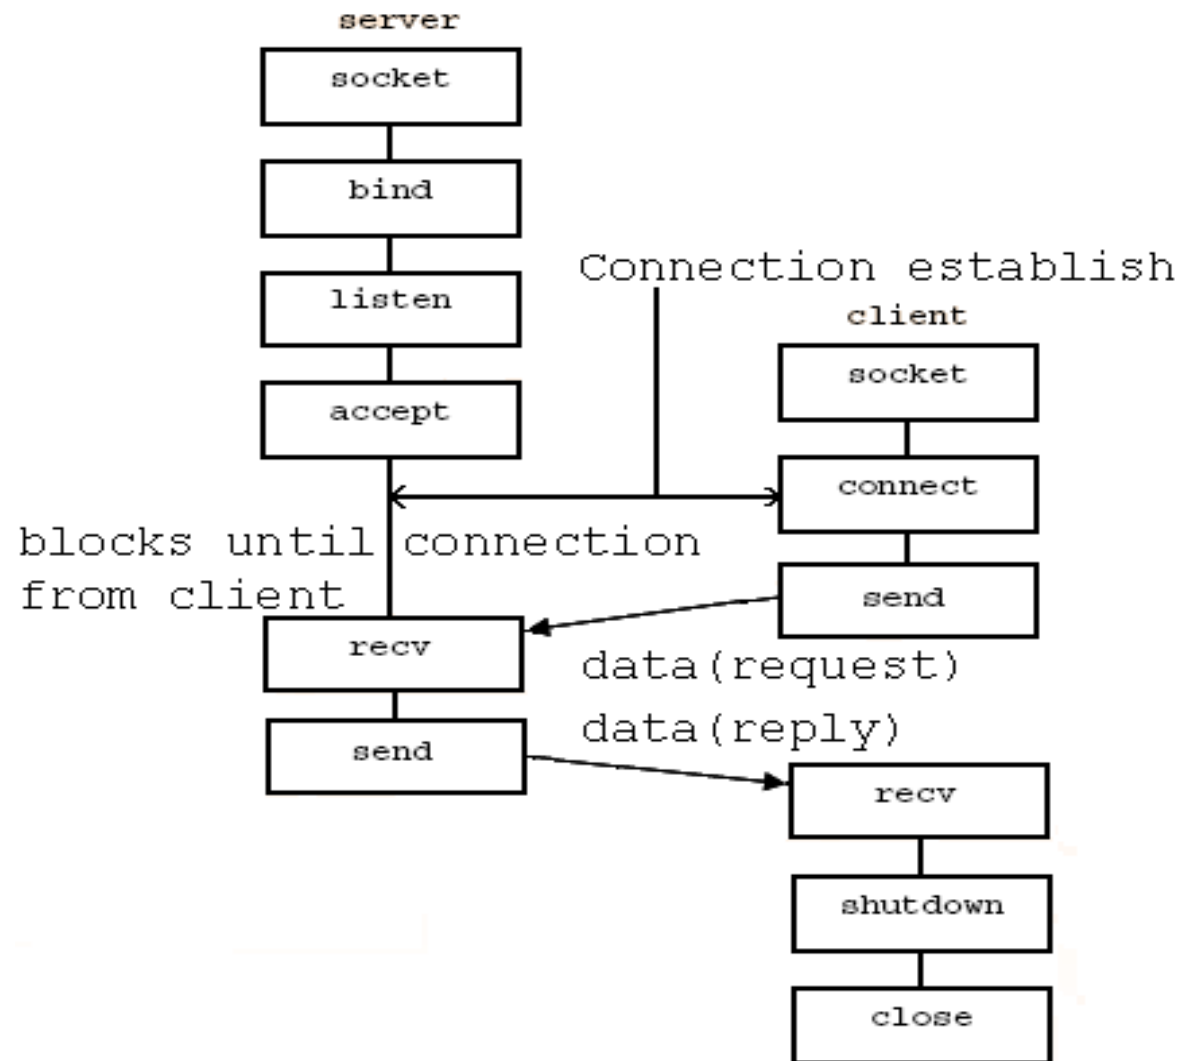 server
socket
bind
listen
accept
Connection establish
client
socket
connect
send
blocks until connection
from client
recv
send
data(request)
data(reply)
recv
shutdown
close